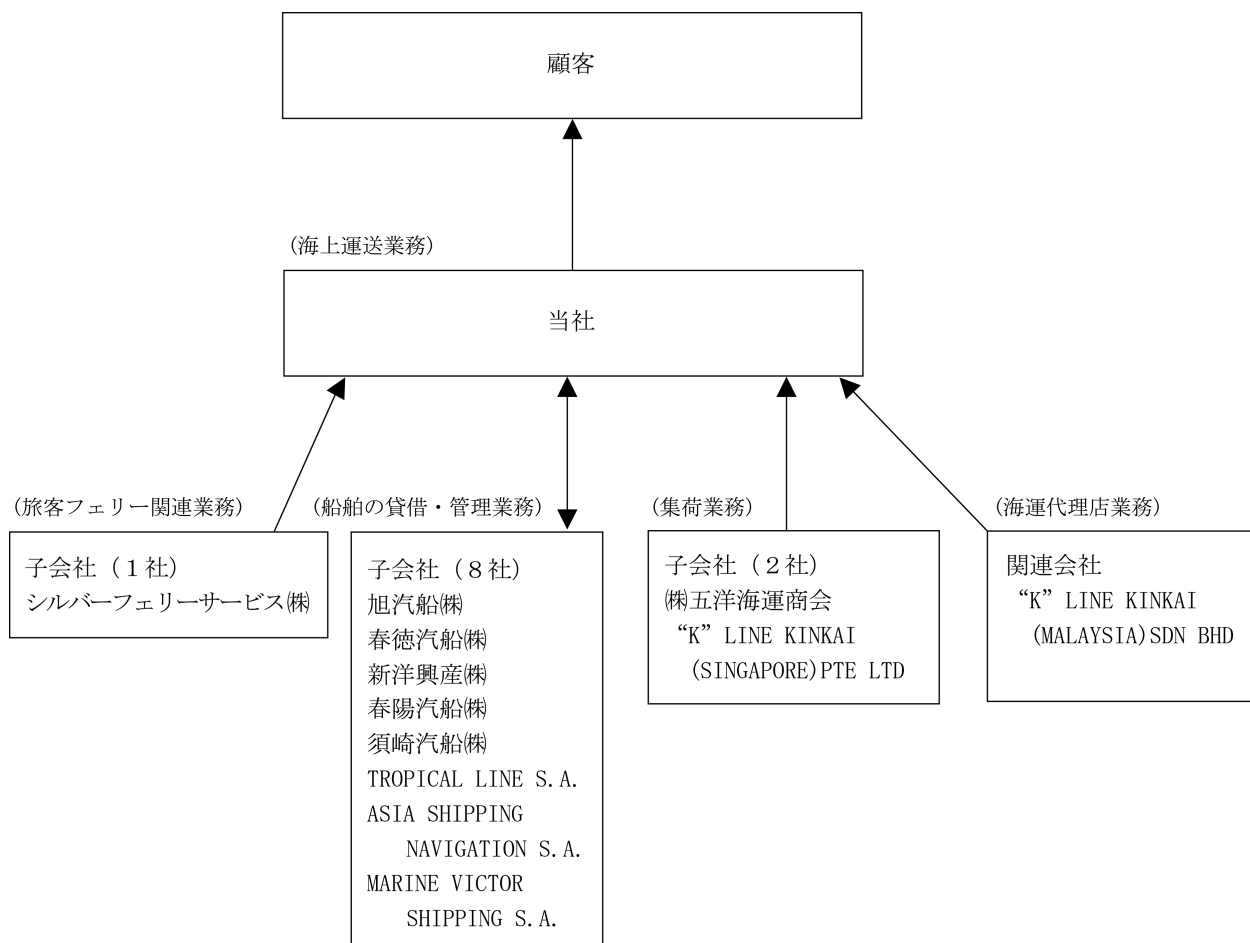 顧客
(海上運送業務)
当社
(旅客フェリー関連業務)
子会社（１社）
シルバーフェリーサービス㈱
(船舶の貸借・管理業務)
子会社（８社）
旭汽船㈱
春徳汽船㈱
新洋興産㈱
春陽汽船㈱
須崎汽船㈱
TROPICAL LINE S.A.
ASIA SHIPPING
NAVIGATION S.A.
MARINE VICTOR
SHIPPING S.A.
(集荷業務)
子会社（２社）
㈱五洋海運商会
“K” LINE KINKAI
(SINGAPORE)PTE LTD
(海運代理店業務)
関連会社
“K” LINE KINKAI
(MALAYSIA)SDN BHD